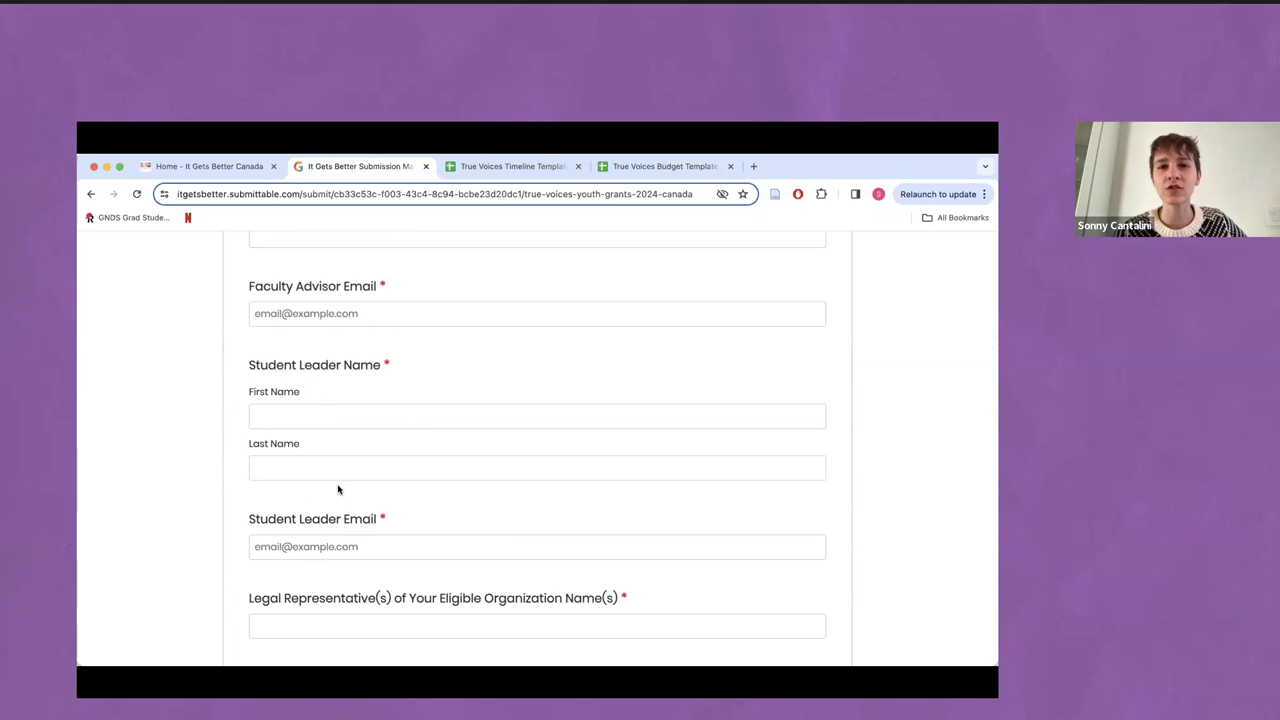 Home - It Gets Better Canada
It Gets Better Submission Ma
True Voices Timeline Templat
True Voices Budget Template
itgetsbetter.submittable.com/submit/cb33c53c-f003-43c4-8c94-bcbe23d20dc1/true-voices-youth-grants-2024-canada
S
Relaunch to update
GNDS Grad Stude...
N
All Bookmarks
Faculty Advisor Email *
email@example.com
Student Leader Name *
First Name
Last Name
Student Leader Email *
email@example.com
Legal Representative(s) of Your Eligible Organization Name(s) *
Sonny Cantalini